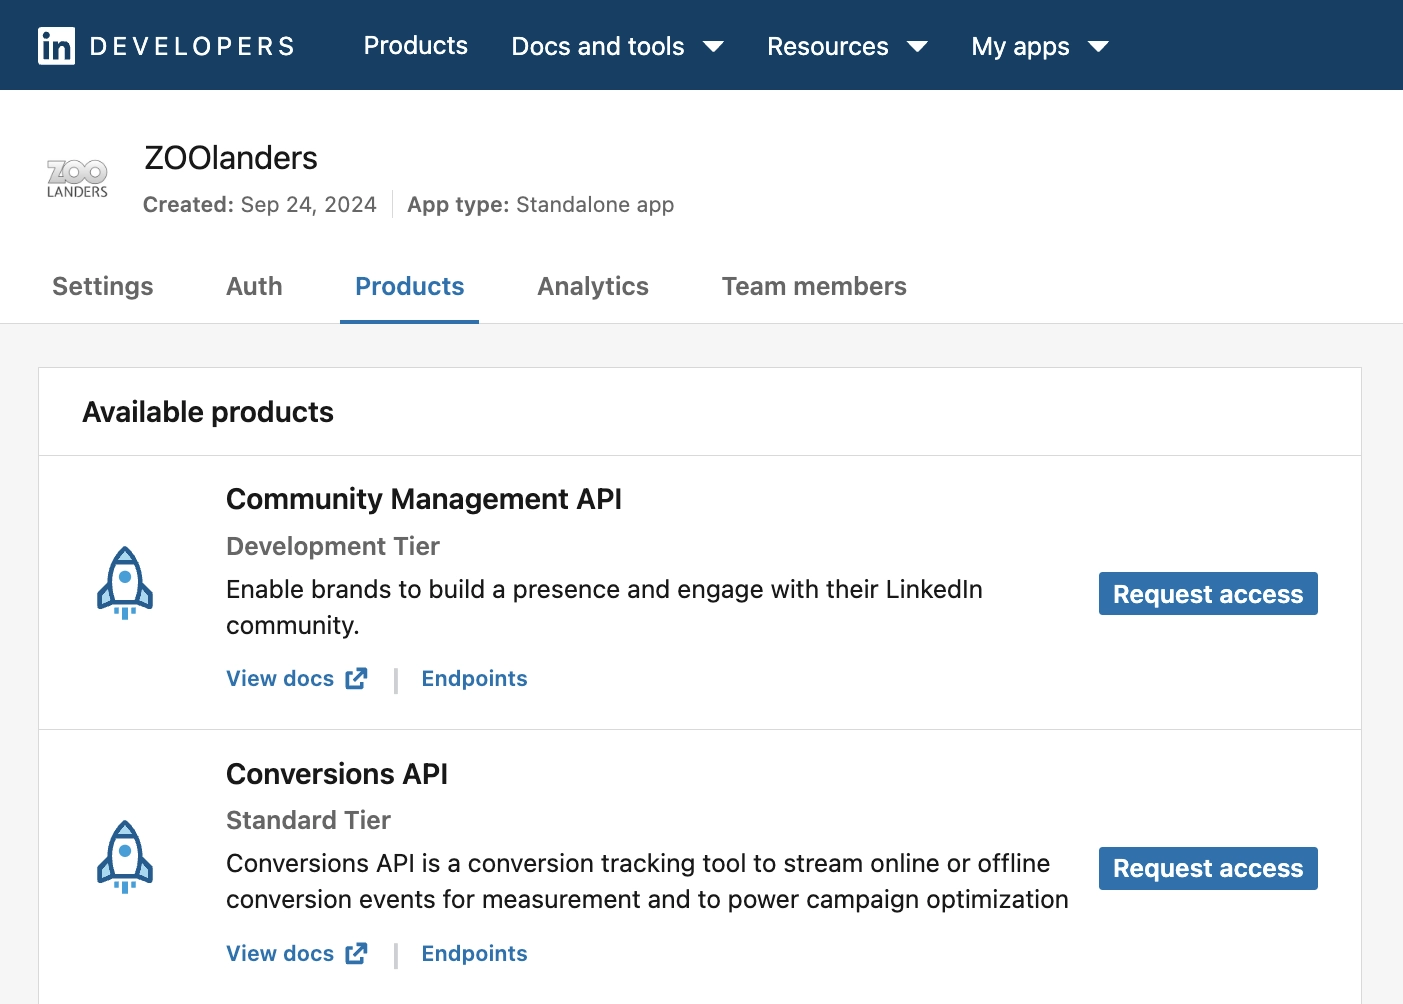 in DEVELOPERS Products Docs and tools Resources My apps
ZOO
LANDERS
ZOOlanders
Created: Sep 24, 2024 App type: Standalone app
Settings Auth Products Analytics Team members
Available products
Community Management API
Development Tier
Enable brands to build a presence and engage with their LinkedIn
community.
Request access
View docs | Endpoints
Conversions API
Standard Tier
Conversions API is a conversion tracking tool to stream online or offline
conversion events for measurement and to power campaign optimization
Request access
View docs | Endpoints